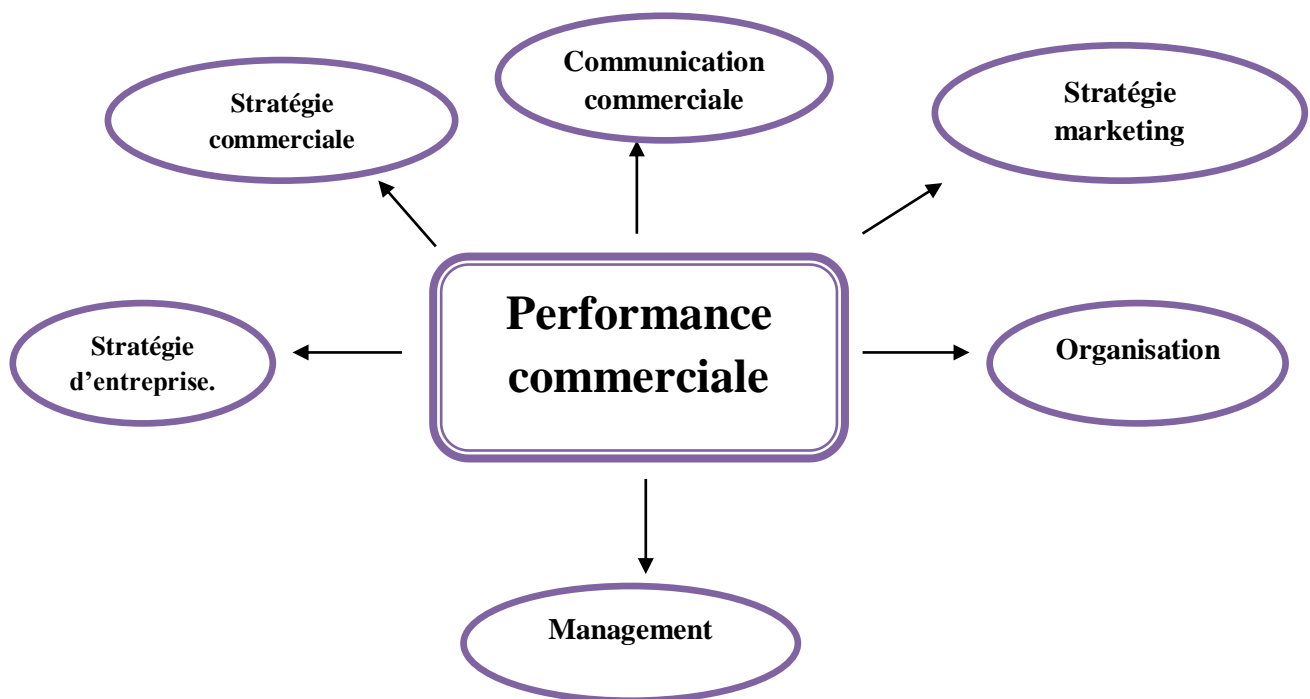 Communication
commerciale
Stratégie
commerciale
Stratégie
marketing
Performance
commerciale
Stratégie
d’entreprise.
Organisation
Management